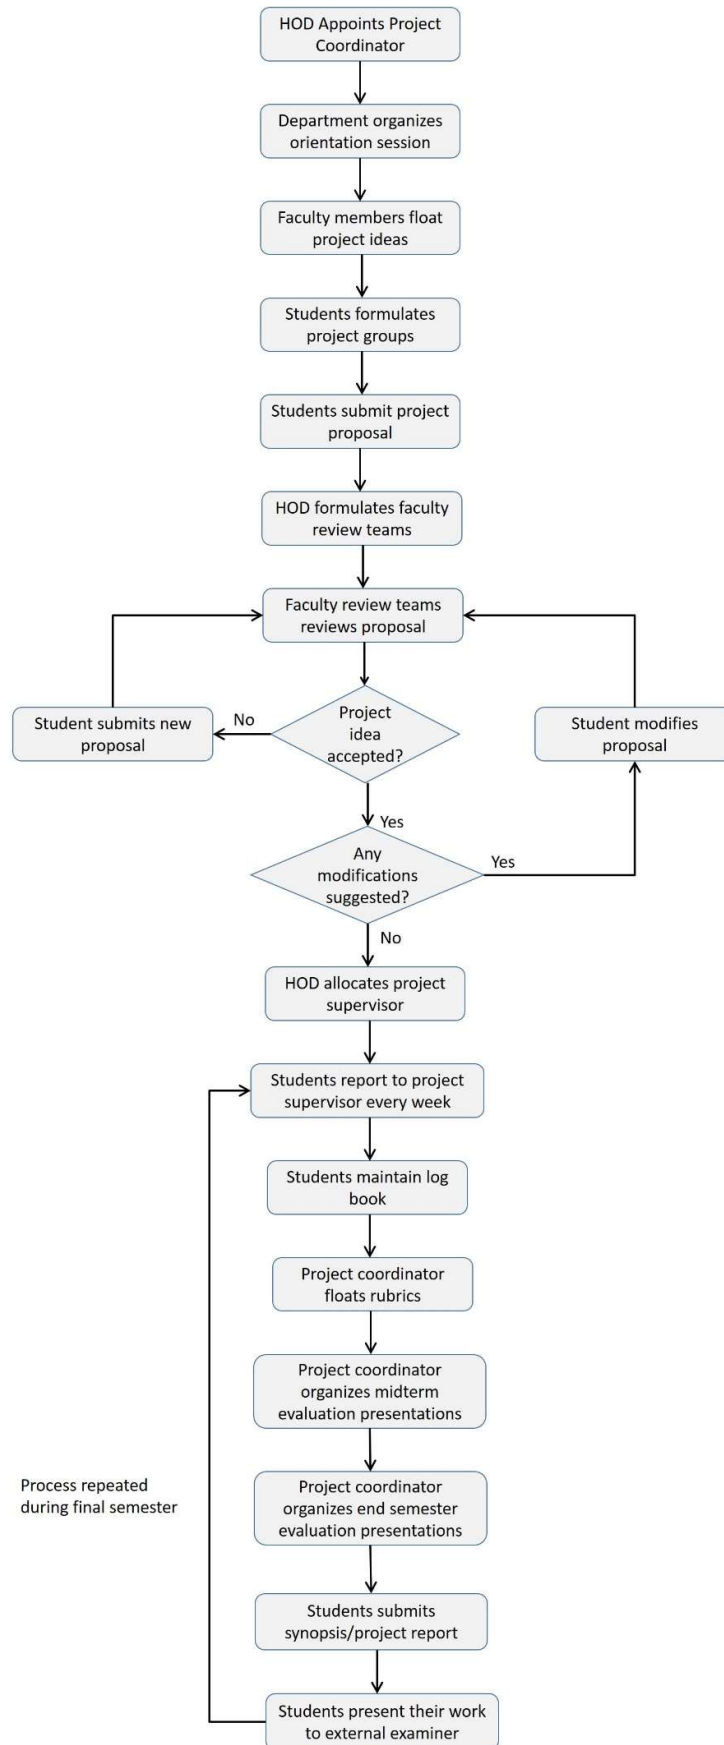 HOD Appoints Project
Coordinator
Department organizes
orientation session
Faculty members float
project ideas
Students formulates
project groups
Students submit project
proposal
HOD formulates faculty
review teams
Faculty review teams
reviews proposal
Student submits new
proposal
No
Project
idea
accepted?
Student modifies
proposal
Yes
Any
modifications
suggested?
Yes
No
HOD allocates project
supervisor
Students report to project
supervisor every week
Students maintain log
book
Project coordinator
floats rubrics
Project coordinator
organizes midterm
evaluation presentations
Process repeated
during final semester
Project coordinator
organizes end semester
evaluation presentations
Students submits
synopsis/project report
Students present their work
to external examiner